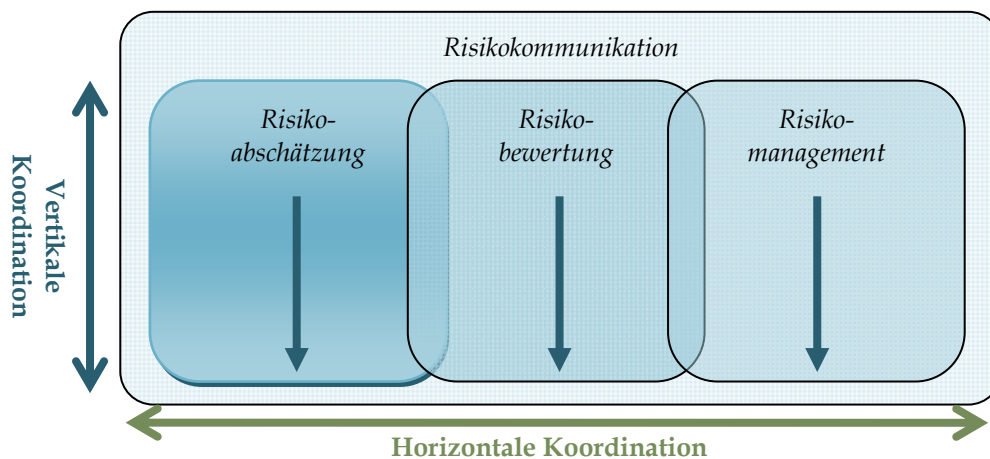 Risikokommunikation
Risiko-
abschätzung
Risiko-
bewertung
Risiko-
management
Vertikale
Koordination
Horizontale Koordination